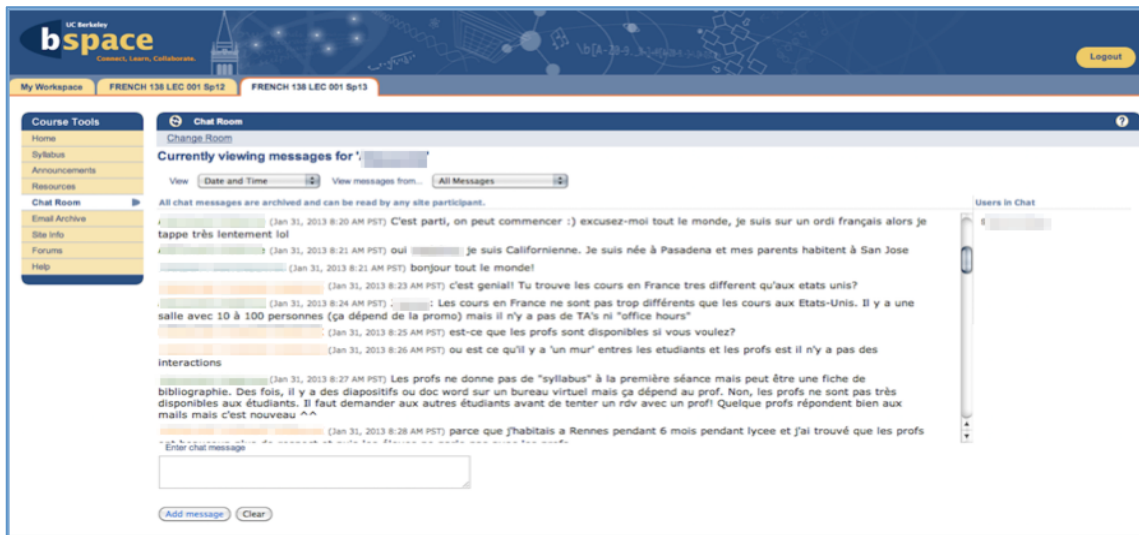 UC Berkeley
bspace
Connect, Learn, Collaborate.
Logout
My Workspace
FRENCH 138 LEC 001 Sp12
FRENCH 138 LEC 001 Sp13
Course Tools
Home
Syllabus
Announcements
Resources
Chat Room
Email Archive
Site Info
Forums
Help
Chat Room
?
Change Room
Currently viewing messages for '
View Date and Time View messages from... All Messages
All chat messages are archived and can be read by any site participant.
Users in Chat
(Jan 31, 2013 8:20 AM PST) C'est parti, on peut commencer :) excusez-moi tout le monde, je suis sur un ordi français alors je
tappe très lentement lol
(Jan 31, 2013 8:21 AM PST) oui je suis Californienne. Je suis née à Pasadena et mes parents habitent à San Jose
(Jan 31, 2013 8:21 AM PST) bonjour tout le monde!
(Jan 31, 2013 8:23 AM PST) c'est genial! Tu trouve les cours en France tres different qu'aux etats unis?
(Jan 31, 2013 8:24 AM PST) : Les cours en France ne sont pas trop différents que les cours aux Etats-Unis. Il y a une
salle avec 10 à 100 personnes (ça dépend de la promo) mais il n'y a pas de TA's ni "office hours"
(Jan 31, 2013 8:25 AM PST) est-ce que les profs sont disponibles si vous voulez?
(Jan 31, 2013 8:26 AM PST) ou est ce qu'il y a 'un mur' entres les etudiants et les profs est il n'y a pas des
interactions
(Jan 31, 2013 8:27 AM PST) Les profs ne donne pas de "syllabus" à la première séance mais peut être une fiche de
bibliographie. Des fois, il y a des diapositifs ou doc word sur un bureau virtuel mais ça dépend au prof. Non, les profs ne sont pas très
disponibles aux étudiants. Il faut demander aux autres étudiants avant de tenter un rdv avec un prof! Quelque profs répondent bien aux
mails mais c'est nouveau ^^
(Jan 31, 2013 8:28 AM PST) parce que j'habitais a Rennes pendant 6 mois pendant lycee et j'ai trouvé que les profs
Enter chat message
Add message
Clear